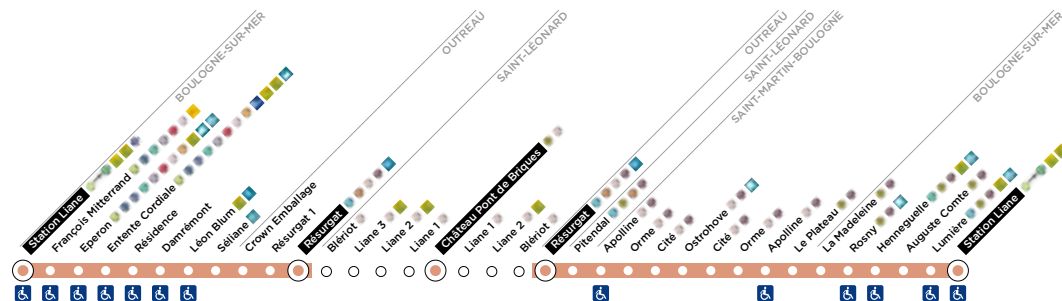 BOULOGNE-SUR-MER
Station Liane
François Mitterrand
Eperon
Entente Cordiale
Résidence
Damrémont
Léon Blum
Séliane
OUTREAU
Crown Emballage
Résurgat 1
SAINT-LÉONARD
Résurgat
Blériot
Liane 3
Liane 2
Liane 1
Château Pont de Briques
Liane 1
Liane 2
Blériot
OUTREAU
Résurgat
SAINT-LÉONARD
Pitendal
SAINT-MARTIN-BOULOGNE
Apolline
Orme
Cité
Ostrohove
Cité
Orme
Apolline
Le Plateau
BOULOGNE-SUR-MER
La Madeleine
Rosny
Henneguelle
Auguste Comte
Lumière
Station Liane